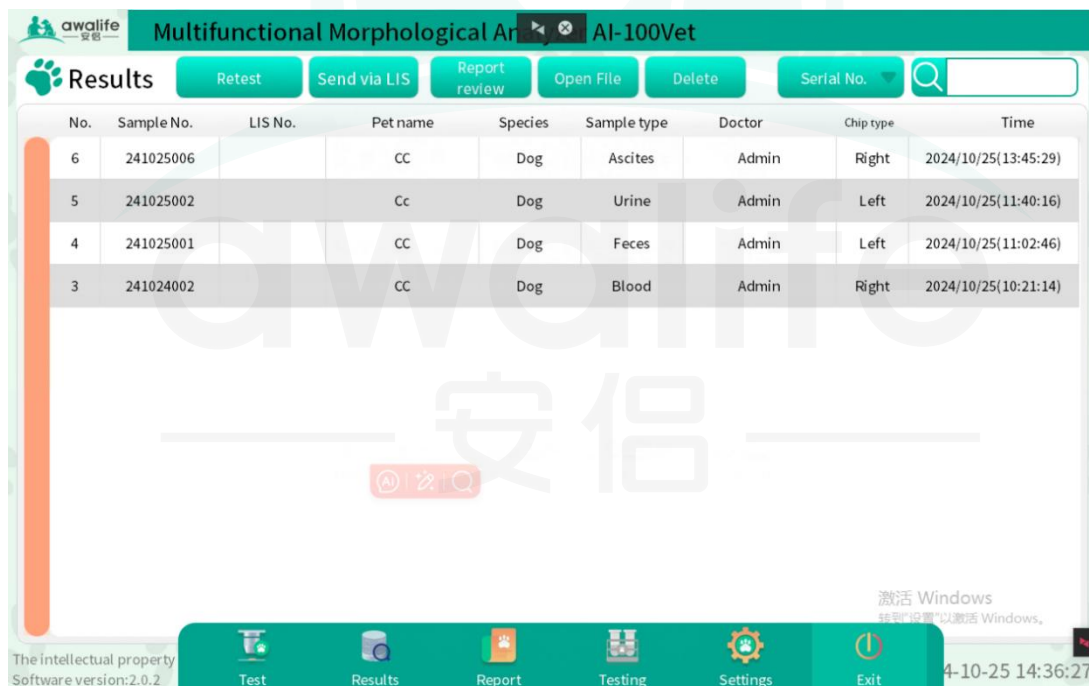 awalife
安侣
Multifunctional Morphological AI-100Vet
Results
Retest
Send via LIS
Report
review
Open File
Delete
Serial No.
No. Sample No. LIS No. Pet name Species Sample type Doctor Chip type Time
6 241025006 CC Dog Ascites Admin Right 2024/10/25(13:45:29)
5 241025002 Cc Dog Urine Admin Left 2024/10/25(11:40:16)
4 241025001 CC Dog Feces Admin Left 2024/10/25(11:02:46)
3 241024002 CC Dog Blood Admin Right 2024/10/25(10:21:14)
awalife
安侣
AI
激活 Windows
转到"设置"以激活 Windows。
The intellectual property
Software version:2.0.2
Test
Results
Report
Testing
Settings
Exit
4-10-25 14:36:27